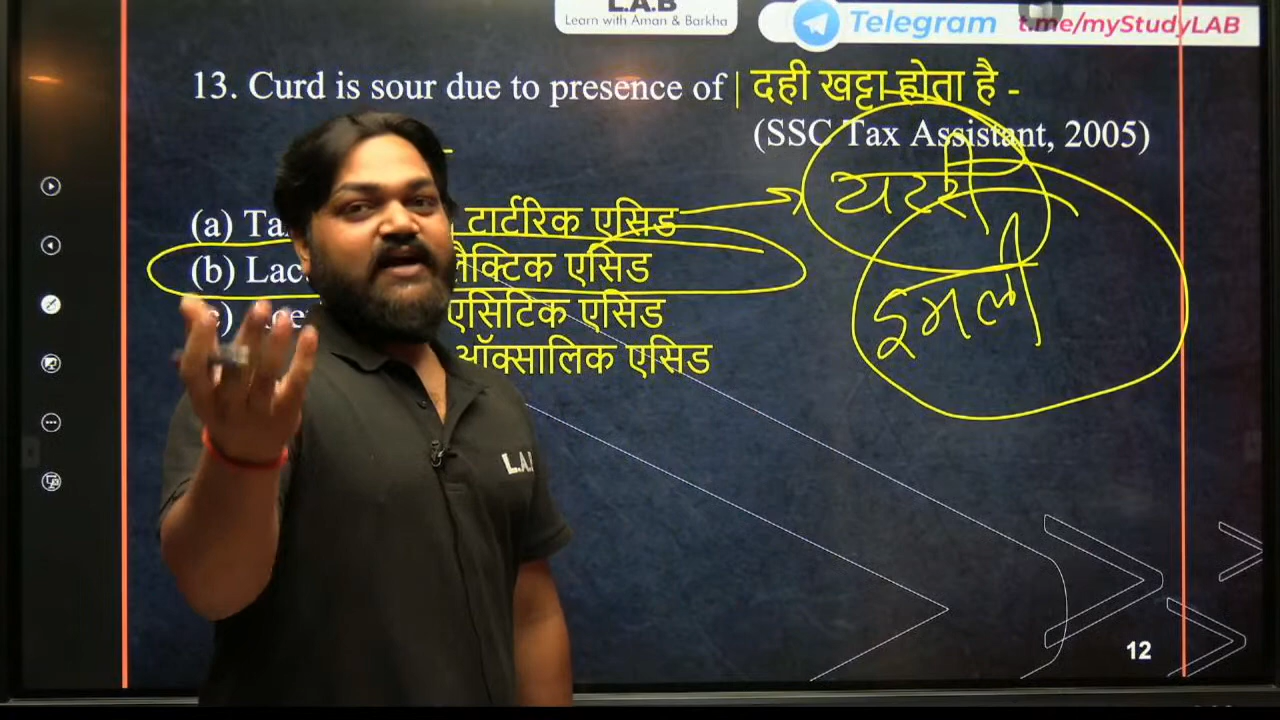 L.A.B
Learn with Aman & Barkha
Telegram t.me/myStudyLAB
13. Curd is sour due to presence of | दही खट्टा होता है -
(SSC Tax Assistant, 2005)
(a) Ta टार्टरिक एसिड
(b) Lac लैक्टिक एसिड
एसिटिक एसिड
ऑक्सालिक एसिड
इमली
L.A.
12